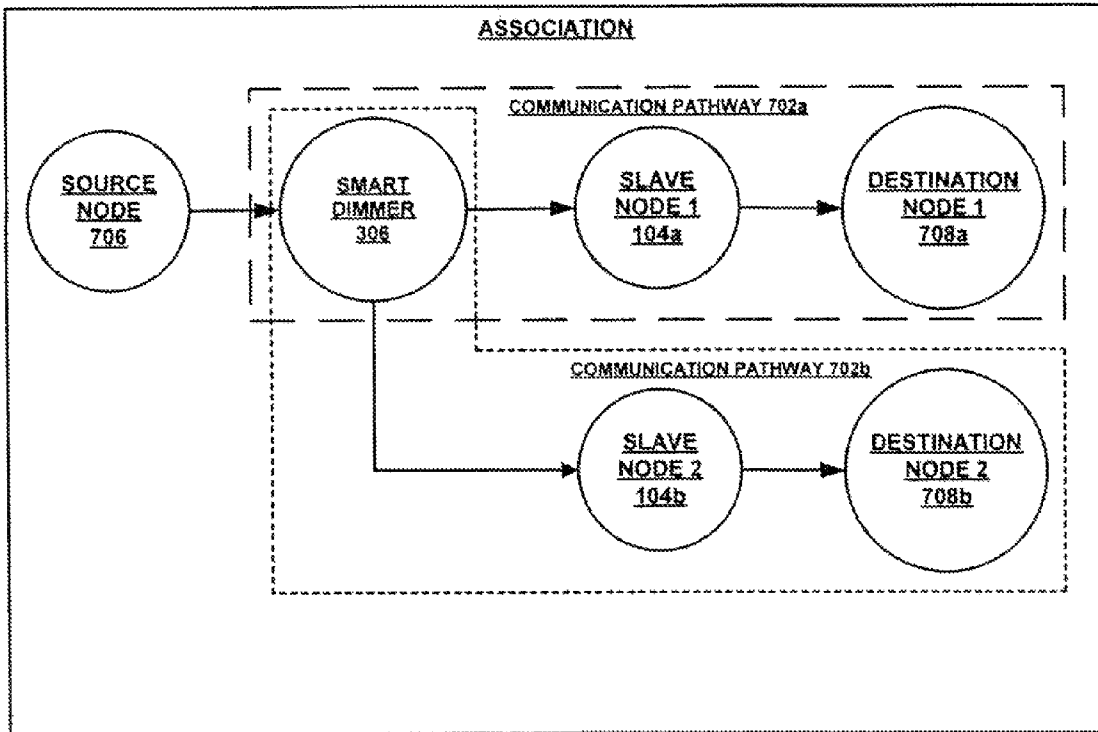 ASSOCIATION
COMMUNICATION PATHWAY 702a
SOURCE
NODE
706
SMART
DIMMER
306
SLAVE
NODE 1
104a
DESTINATION
NODE 1
708a
COMMUNICATION PATHWAY 702b
SLAVE
NODE 2
104b
DESTINATION
NODE 2
708b